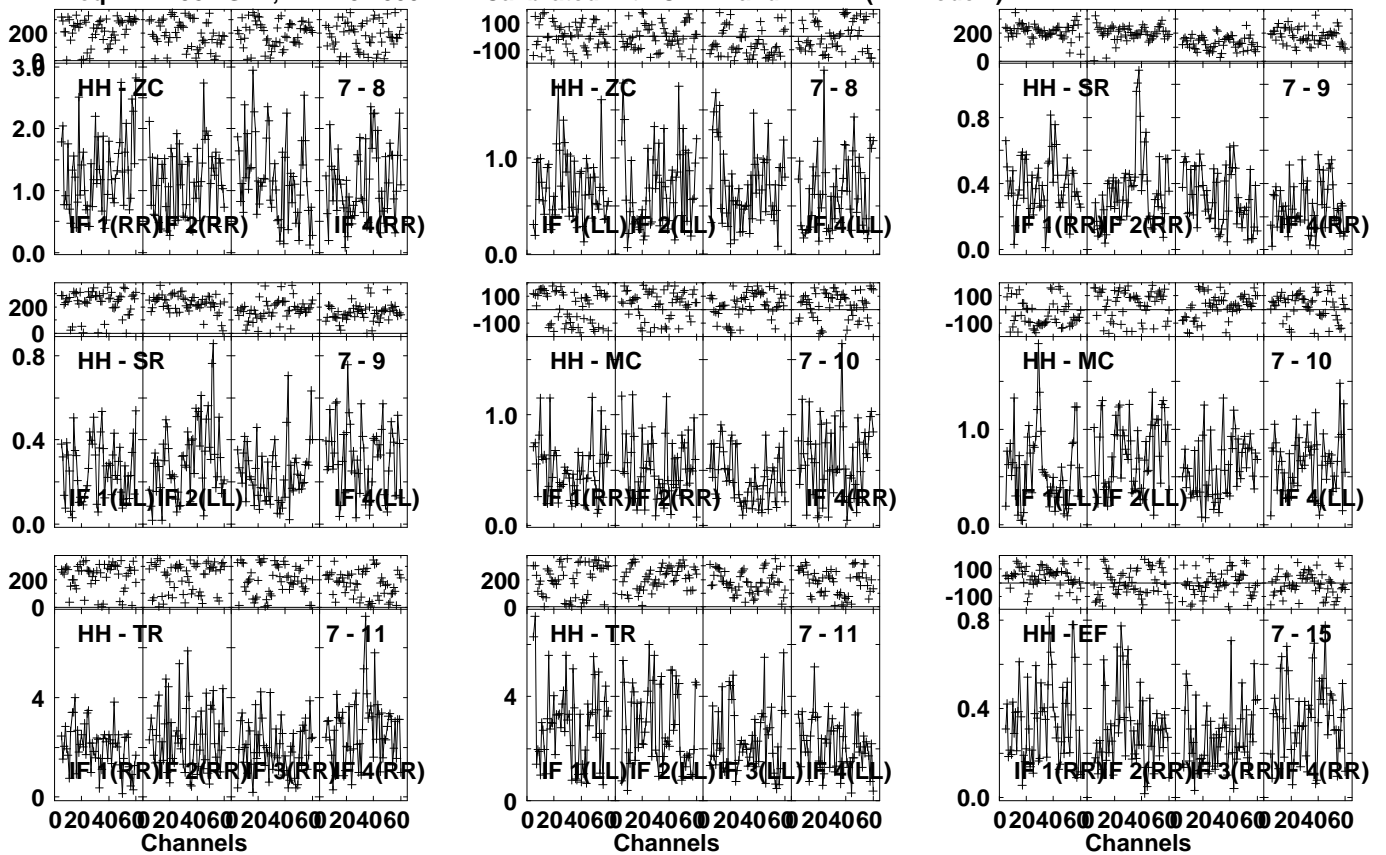 200
0
100
-100
200
0
3.0
2.0
1.0
0.0
HH - ZC 7 - 8
IF 1(RR) IF 2(RR) IF 4(RR)
1.0
0.0
HH - ZC 7 - 8
IF 1(LL) IF 2(LL) IF 4(LL)
0.8
0.4
0.0
HH - SR 7 - 9
IF 1(RR) IF 2(RR) IF 4(RR)
200
0
100
-100
100
-100
0.8
0.4
0.0
HH - SR 7 - 9
IF 1(LL) IF 2(LL) IF 4(LL)
1.0
0.0
HH - MC 7 - 10
IF 1(RR) IF 2(RR) IF 4(RR)
1.0
0.0
HH - MC 7 - 10
IF 1(LL) IF 2(LL) IF 4(LL)
200
0
200
0
100
-100
4
0
HH - TR 7 - 11
IF 1(RR) IF 2(RR) IF 3(RR) IF 4(RR)
4
0
HH - TR 7 - 11
IF 1(LL) IF 2(LL) IF 3(LL) IF 4(LL)
0.8
0.4
0.0
HH - EF 7 - 15
IF 1(RR) IF 2(RR) IF 3(RR) IF 4(RR)
0 20 40 60 0 20 40 60 0 20 40 60 0 20 40 60
Channels
0 20 40 60 0 20 40 60 0 20 40 60 0 20 40 60
Channels
0 20 40 60 0 20 40 60 0 20 40 60 0 20 40 60
Channels